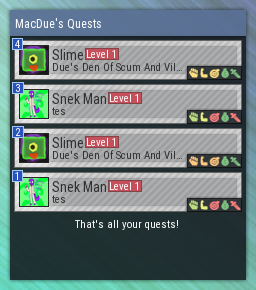 MacDue's Quests
4
Slime Level 1
Due's Den Of Scum And Vil...
3
Snek Man Level 1
tes
2
Slime Level 1
Due's Den Of Scum And Vil...
1
Snek Man Level 1
tes
That's all your quests!